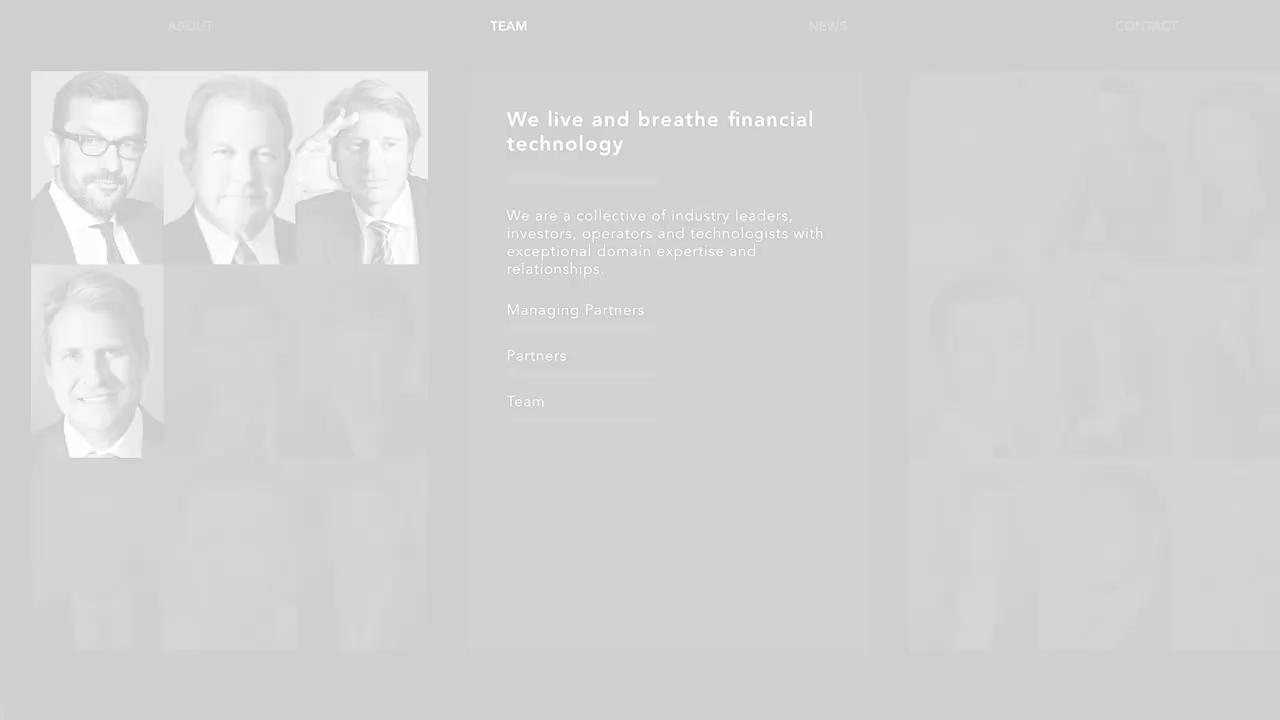 ABOUT
TEAM
NEWS
CONTACT
We live and breathe financial
technology
We are a collective of industry leaders,
investors, operators and technologists with
exceptional domain expertise and
relationships.
Managing Partners
Partners
Team